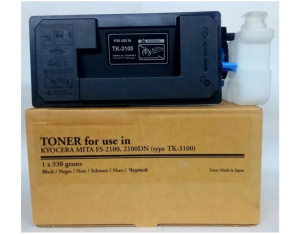 FOR USE IN
TK-3100
TONER for use in
KYOCERA MITA FS-2100, 2100DN (type TK-3100)
1 x 330 grams
Black / Negro / Noir / Schwarz / Nero / Черный
Toner Made in Japan